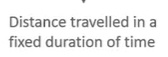 Distance travelled in a
fixed duration of time